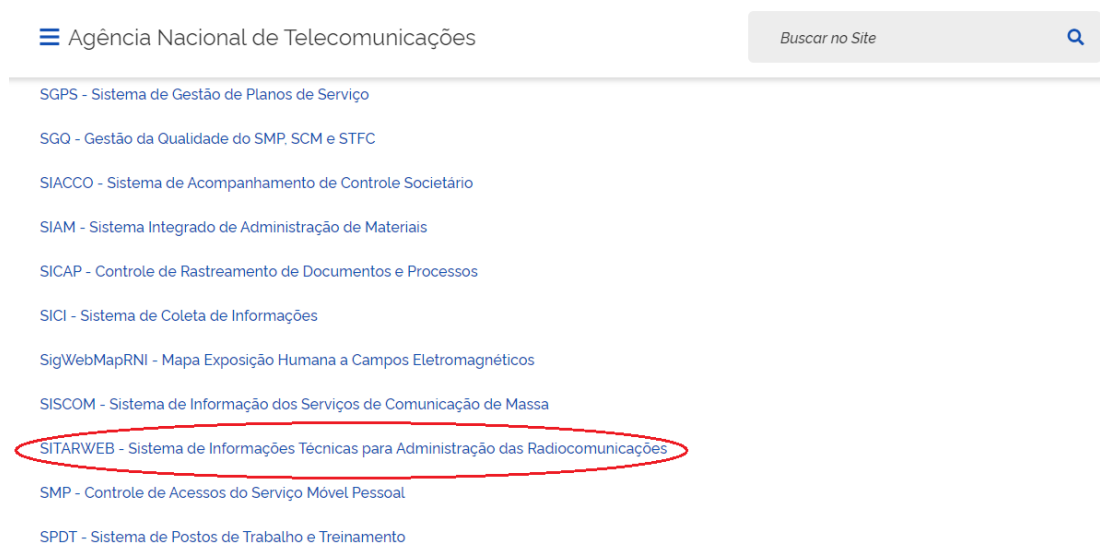 Agência Nacional de Telecomunicações
Buscar no Site
SGPS - Sistema de Gestão de Planos de Serviço
SGQ - Gestão da Qualidade do SMP, SCM e STFC
SIACCO - Sistema de Acompanhamento de Controle Societário
SIAM - Sistema Integrado de Administração de Materiais
SICAP - Controle de Rastreamento de Documentos e Processos
SICI - Sistema de Coleta de Informações
SigWebMapRNI - Mapa Exposição Humana a Campos Eletromagnéticos
SISCOM - Sistema de Informação dos Serviços de Comunicação de Massa
SITARWEB - Sistema de Informações Técnicas para Administração das Radiocomunicações
SMP - Controle de Acessos do Serviço Móvel Pessoal
SPDT - Sistema de Postos de Trabalho e Treinamento